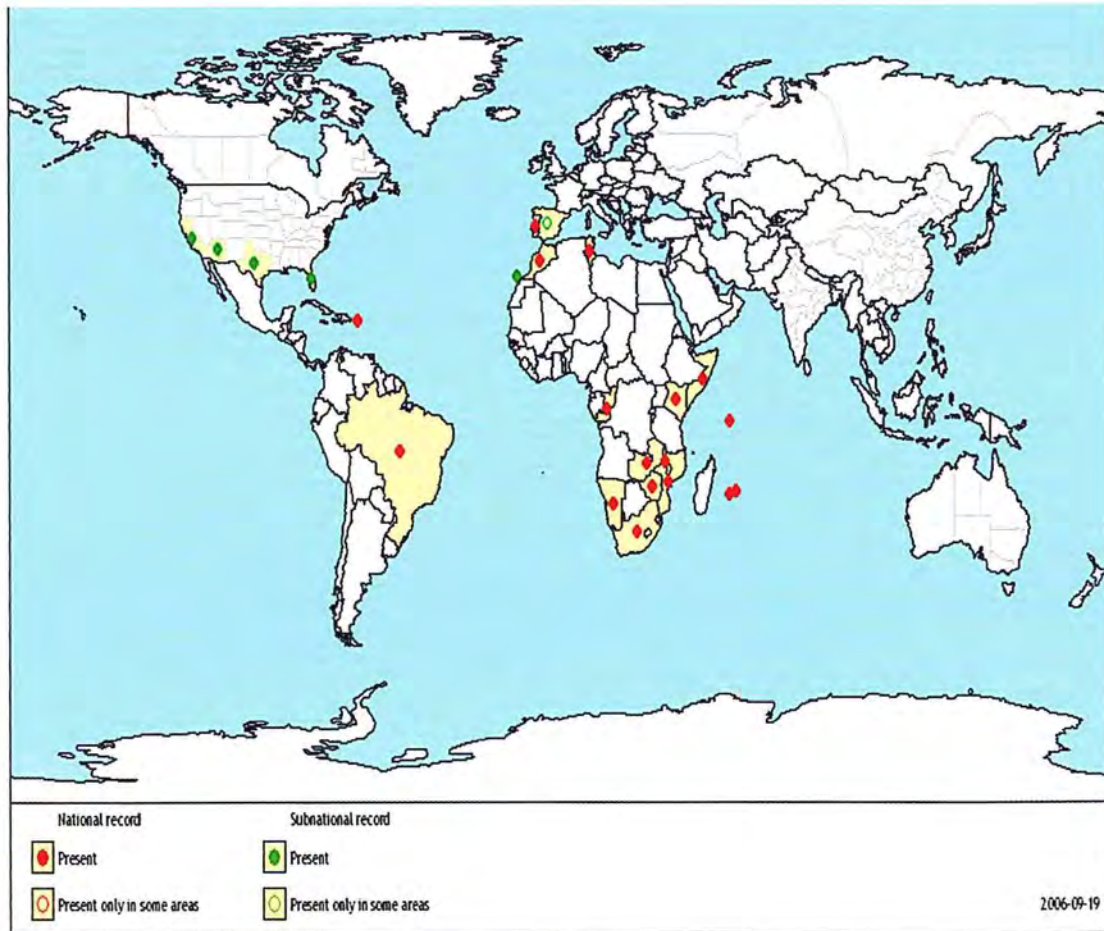 National record
Subnational record
Present
Present
Present only in some areas
Present only in some areas
2006-09-19